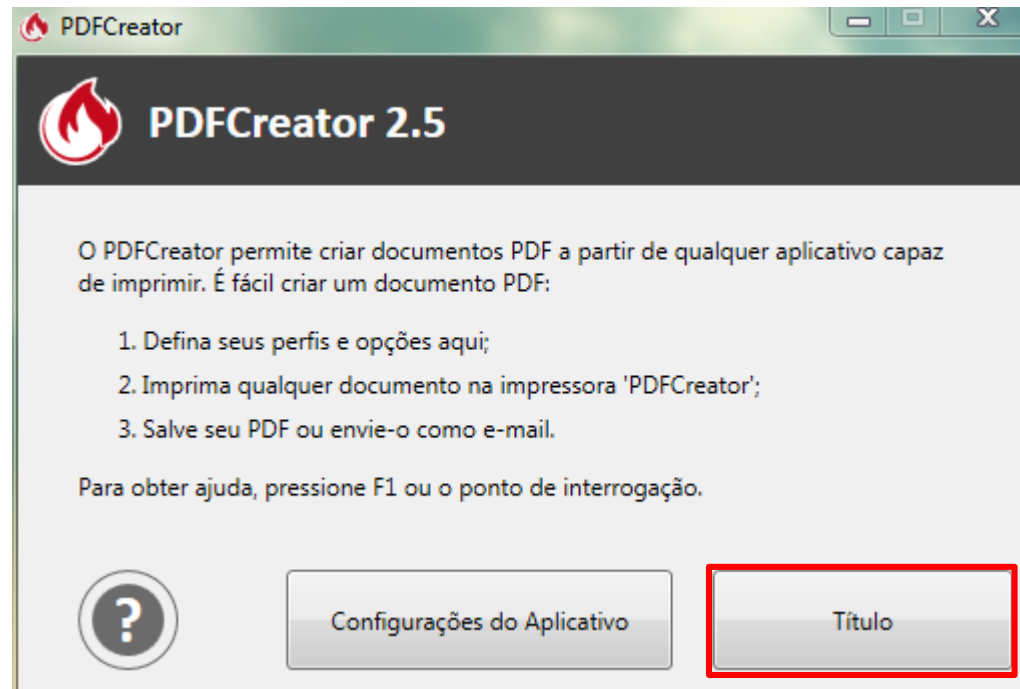 PDFCreator
PDFCreator 2.5
O PDFCreator permite criar documentos PDF a partir de qualquer aplicativo capaz
de imprimir. É fácil criar um documento PDF:
1. Defina seus perfis e opções aqui;
2. Imprima qualquer documento na impressora 'PDFCreator';
3. Salve seu PDF ou envie-o como e-mail.
Para obter ajuda, pressione F1 ou o ponto de interrogação.
?
Configurações do Aplicativo
Título